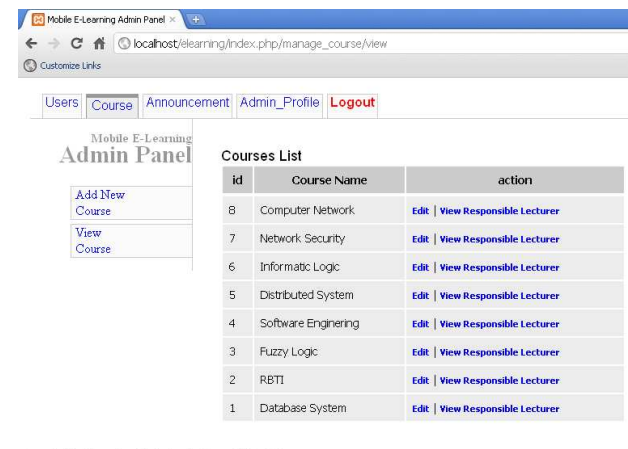 Mobile E-Learning Admin Panel ×
localhost/elearning/index.php/manage_course/view
Customize Links
Users Course Announcement Admin_Profile Logout
Mobile E-Learning
Admin Panel
Add New
Course
View
Course
Courses List
id Course Name action
8 Computer Network Edit | View Responsible Lecturer
7 Network Security Edit | View Responsible Lecturer
6 Informatic Logic Edit | View Responsible Lecturer
5 Distributed System Edit | View Responsible Lecturer
4 Software Enginering Edit | View Responsible Lecturer
3 Fuzzy Logic Edit | View Responsible Lecturer
2 RBTI Edit | View Responsible Lecturer
1 Database System Edit | View Responsible Lecturer